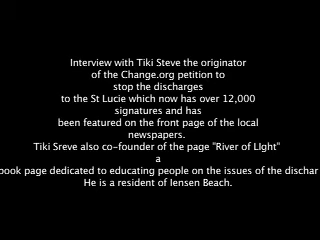 Interview with Tiki Steve the originator
of the Change.org petition to
stop the discharges
to the St Lucie which now has over 12,000
signatures and has
been featured on the front page of the local
newspapers.
Tiki Sreve also co-founder of the page "River of LIght"
a
book page dedicated to educating people on the issues of the dischar
He is a resident of Jensen Beach.